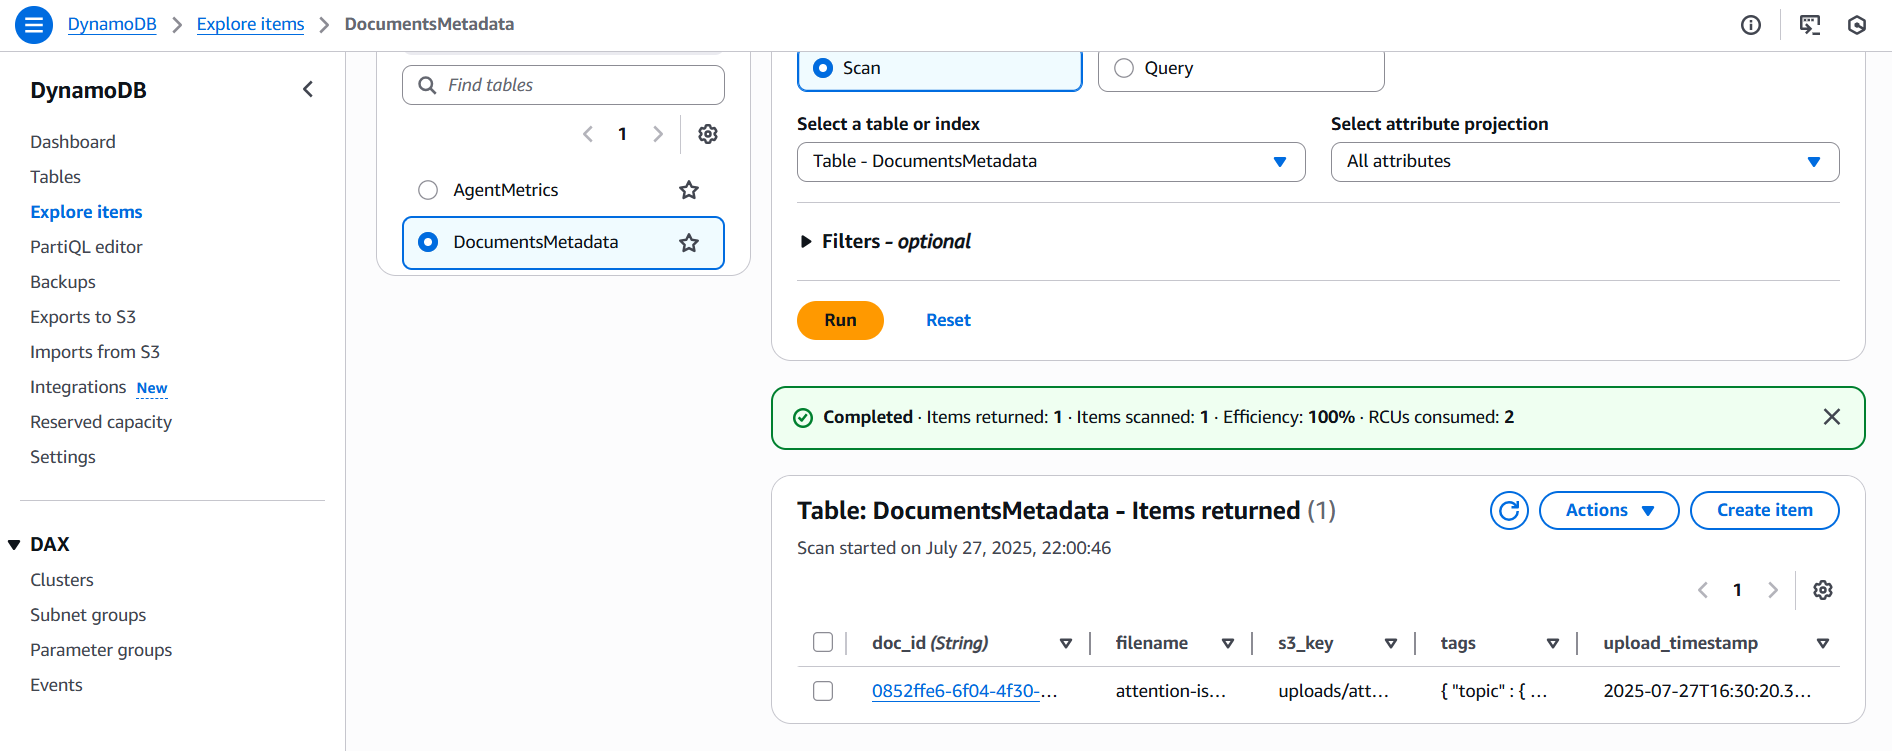 DynamoDB > Explore items > DocumentsMetadata
DynamoDB
Dashboard
Tables
Explore items
PartiQL editor
Backups
Exports to S3
Imports from S3
Integrations New
Reserved capacity
Settings
DAX
Clusters
Subnet groups
Parameter groups
Events
Find tables
1
AgentMetrics
DocumentsMetadata
Scan
Query
Select a table or index
Table - DocumentsMetadata
Select attribute projection
All attributes
Filters - optional
Run
Reset
Completed · Items returned: 1 · Items scanned: 1 · Efficiency: 100% · RCUs consumed: 2
Table: DocumentsMetadata - Items returned (1)
Scan started on July 27, 2025, 22:00:46
Actions
Create item
1
doc_id (String) filename s3_key tags upload_timestamp
0852ffe6-6f04-4f30-... attention-is... uploads/att... { "topic" : { ... 2025-07-27T16:30:20.3...